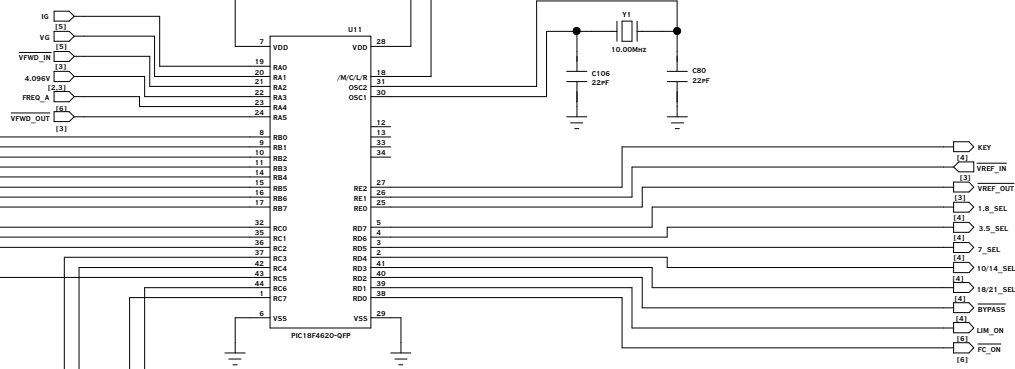 IG
[5]
VG
[5]
VFWD_IN
[3]
4.096V
[2,3]
FREQ_A
[6]
VFWD_OUT
[3]
U11
7 VDD
19 RA0
20 RA1
21 RA2
22 RA3
23 RA4
24 RA5
8 RB0
9 RB1
10 RB2
11 RB3
14 RB4
15 RB5
16 RB6
17 RB7
32 RC0
35 RC1
36 RC2
37 RC3
42 RC4
43 RC5
44 RC6
1 RC7
6 VSS
VDD 28
/M/C/L/R 18
OSC2 31
OSC1 30
12
13
33
34
RE2 27
RE1 26
RE0 25
RD7 5
RD6 4
RD5 3
RD4 2
RD3 41
RD2 40
RD1 39
RD0 38
VSS 29
PIC18F4620-QFP
Y1
10.00MHz
C106
22pF
C80
22pF
KEY
[4]
VREF_IN
[3]
VREF_OUT
[3]
1.8_SEL
[4]
3.5_SEL
[4]
7_SEL
[4]
10/14_SEL
[4]
18/21_SEL
[4]
BYPASS
[4]
LIM_ON
[6]
FC_ON
[6]